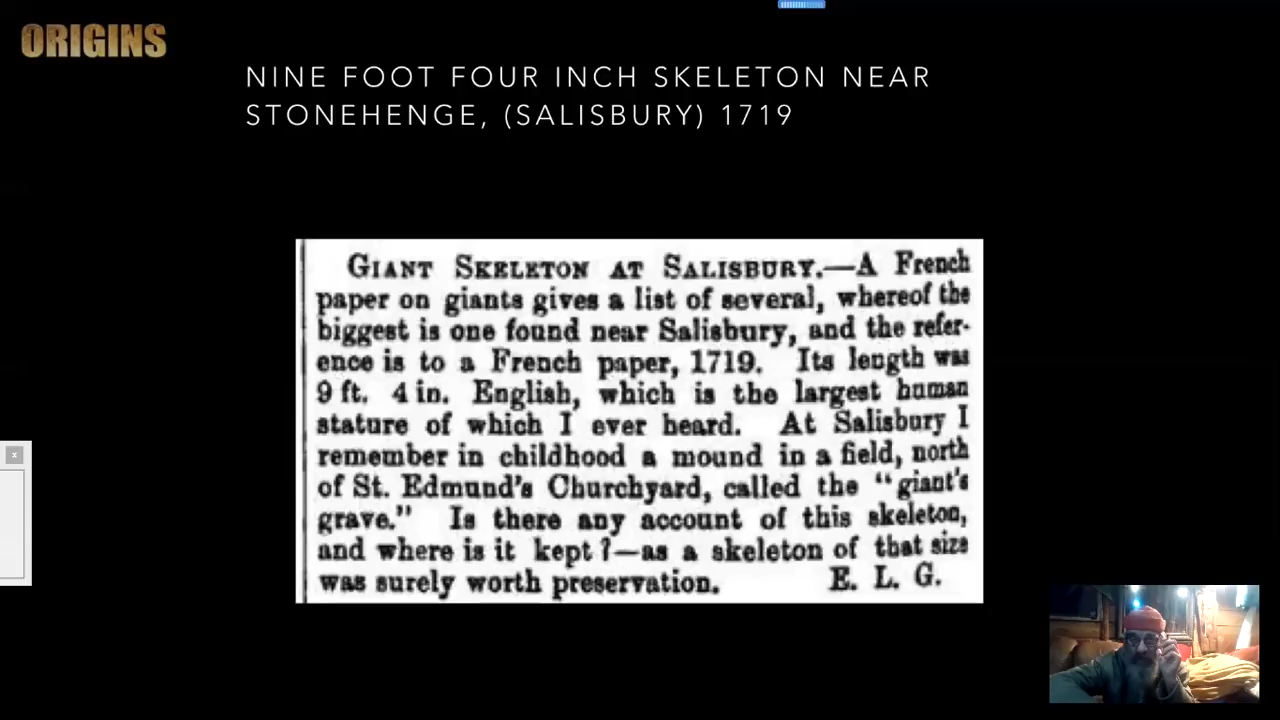 ORIGINS
NINE FOOT FOUR INCH SKELETON NEAR
STONEHENGE, (SALISBURY) 1719
GIANT SKELETON AT SALISBURY.—A French
paper on giants gives a list of several, whereof the
biggest is one found near Salisbury, and the refer-
ence is to a French paper, 1719. Its length was
9 ft. 4 in. English, which is the largest human
stature of which I ever heard. At Salisbury I
remember in childhood a mound in a field, north
of St. Edmund's Churchyard, called the "giant's
grave." Is there any account of this skeleton,
and where is it kept?—as a skeleton of that size
was surely worth preservation. E. L. G.
x